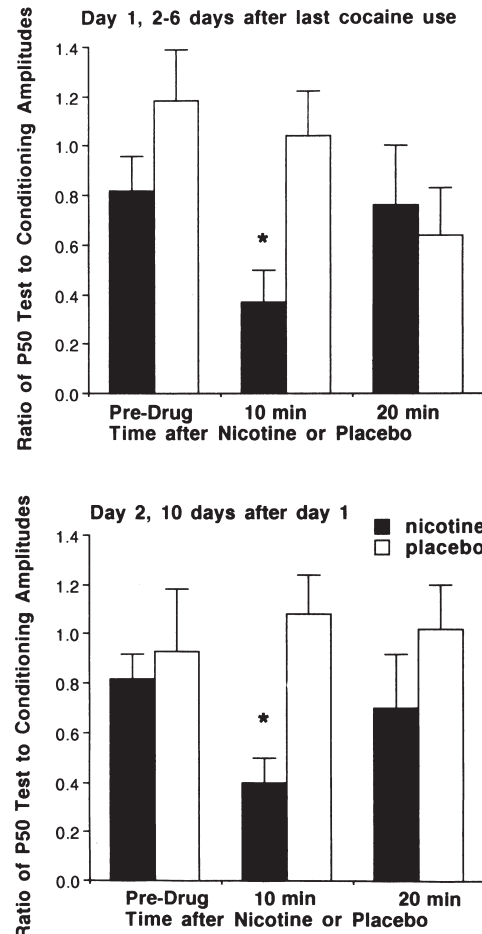 Day 1, 2-6 days after last cocaine use
Ratio of P50 Test to Conditioning Amplitudes
1.4
1.2
1.0
0.8
0.6
0.4
0.2
0.0
*
Pre-Drug 10 min 20 min
Time after Nicotine or Placebo
Day 2, 10 days after day 1
nicotine
placebo
Ratio of P50 Test to Conditioning Amplitudes
1.4
1.2
1.0
0.8
0.6
0.4
0.2
0.0
*
Pre-Drug 10 min 20 min
Time after Nicotine or Placebo